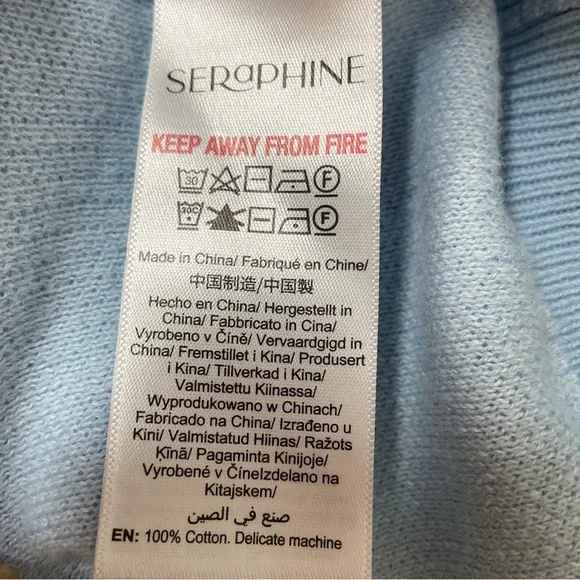 SERaPHINE
KEEP AWAY FROM FIRE
30 F
30C F
Made in China/ Fabriqué en Chine/
中国制造/中国製
Hecho en China/ Hergestellt in
China/ Fabbricato in Cina/
Vyrobeno v Číně/ Vervaardgigd in
China/ Fremstillet i Kina/ Produsert
i Kina/ Tillverkad i Kina/
Valmistettu Kiinassa/
Wyprodukowano w Chinach/
Fabricado na China/ Izrađeno u
Kini/ Valmistatud Hiinas/ Ražots
Ķīnā/ Pagaminta Kinijoje/
Vyrobené v ČíneIzdelano na
Kitajskem/
صنع في الصين
EN: 100% Cotton. Delicate machine